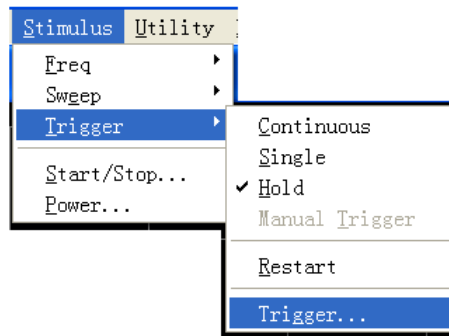 Stimulus Utility
Freq
Sweep
Trigger
Start/Stop...
Power...
Continuous
Single
Hold
Manual Trigger
Restart
Trigger...